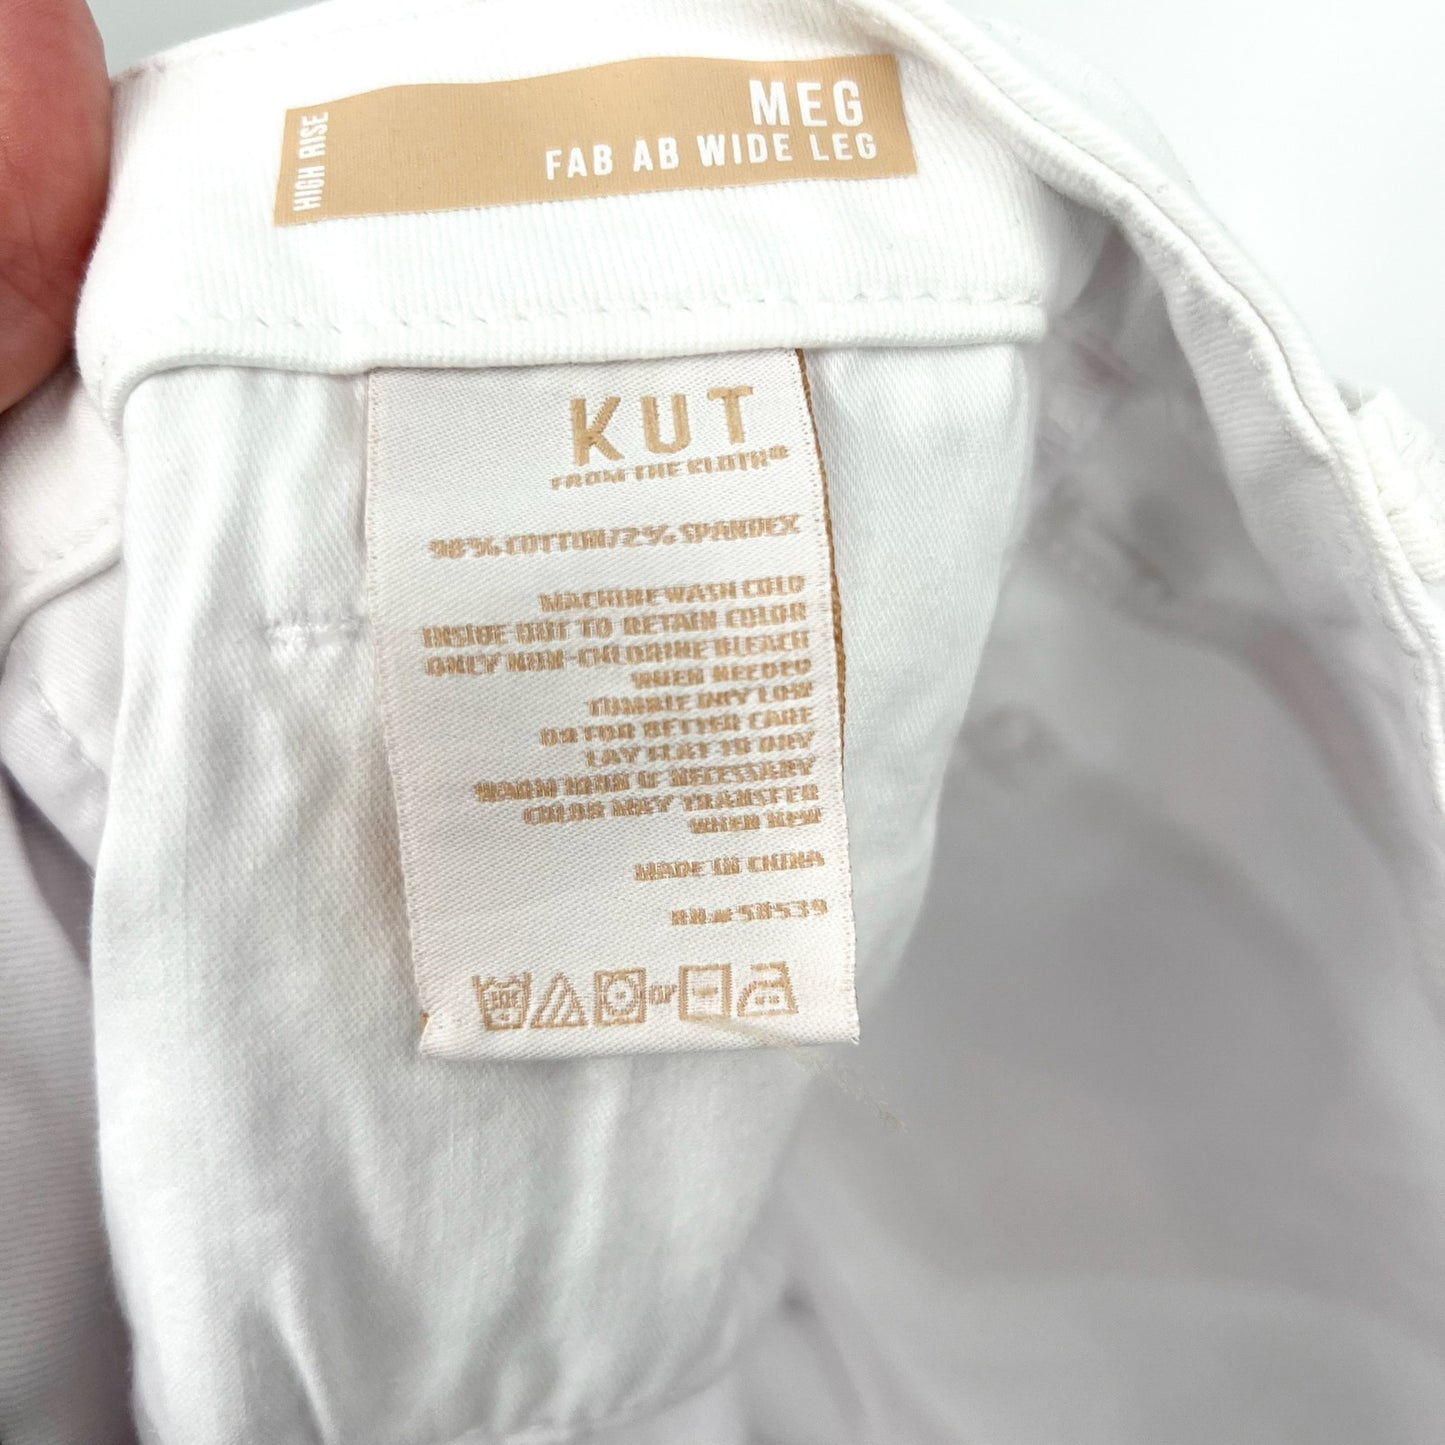 HIGH RISE
MEG
FAB AB WIDE LEG
KUT
FROM THE KLOTH®
98% COTTON/2% SPANDEX
MACHINE WASH COLD
INSIDE OUT TO RETAIN COLOR
ONLY NON-CHLORINE BLEACH
WHEN NEEDED
TUMBLE DRY LOW
OR FOR BETTER CARE
LAY FLAT TO DRY
WARM IRON IF NECESSARY
COLOR MAY TRANSFER
WHEN NEW
MADE IN CHINA
RN# 58539
or